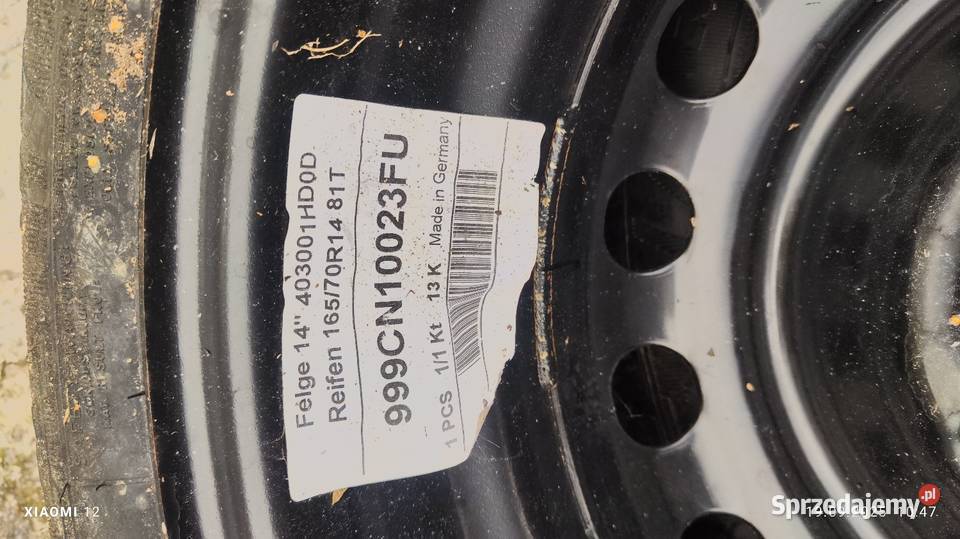 Felge 14" 403001HD0D
Reifen 165/70R14 81T
999CN10023FU
1 PCS 1/1 Kt 13 K Made in Germany
XIAOMI 12
Sprzedajemy.pl